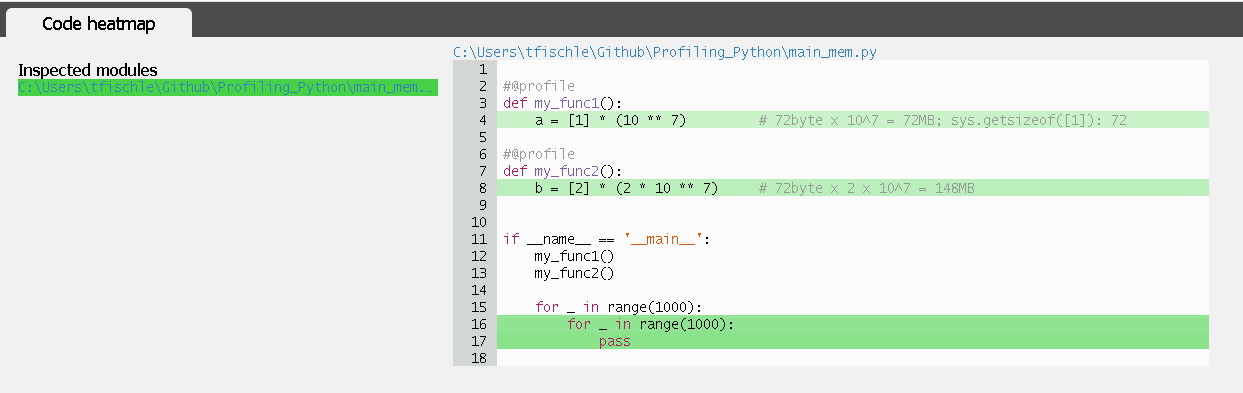 Code heatmap
Inspected modules
C:\Users\tfischle\Github\Profiling_Python\main_mem...
C:\Users\tfischle\Github\Profiling_Python\main_mem.py
1
2 #@profile
3 def my_func1():
4     a = [1] * (10 ** 7)         # 72byte x 10^7 = 72MB; sys.getsizeof([1]): 72
5
6 #@profile
7 def my_func2():
8     b = [2] * (2 * 10 ** 7)     # 72byte x 2 x 10^7 = 148MB
9
10
11 if __name__ == '__main__':
12     my_func1()
13     my_func2()
14
15     for _ in range(1000):
16         for _ in range(1000):
17             pass
18